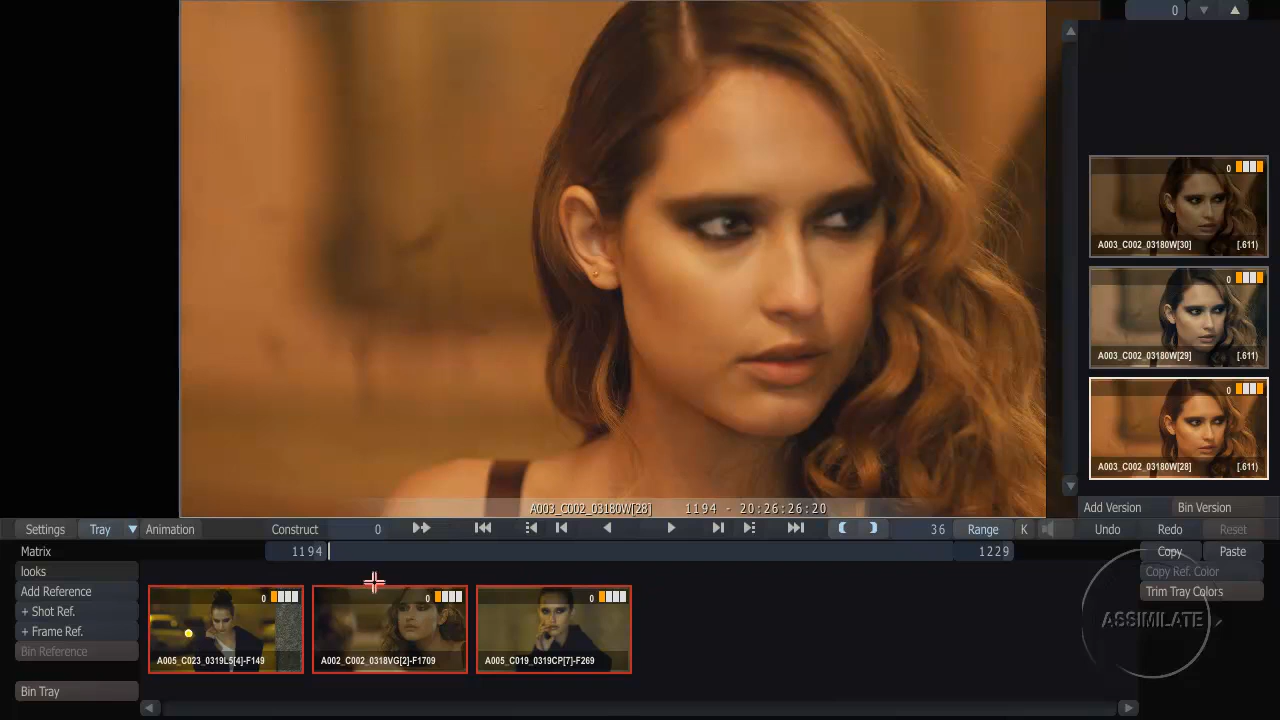 0
0
A003_C002_03180W[30] [.611]
0
A003_C002_03180W[29] [.611]
0
A003_C002_03180W[28] [.611]
A003_C002_03180W[28] 1194 - 20:26:26:20
Add Version Bin Version
Settings Tray Animation Construct 0 36 Range K Undo Redo Reset
Matrix 1194 1229 Copy Paste
looks Copy Ref. Color
Add Reference Trim Tray Colors
+ Shot Ref.
+ Frame Ref.
Bin Reference
Bin Tray
0 0 0
A005_C023_0319L5[4]-F149 A002_C002_0318VG[2]-F1709 A005_C019_0319CP[7]-F269
ASSIMILATE